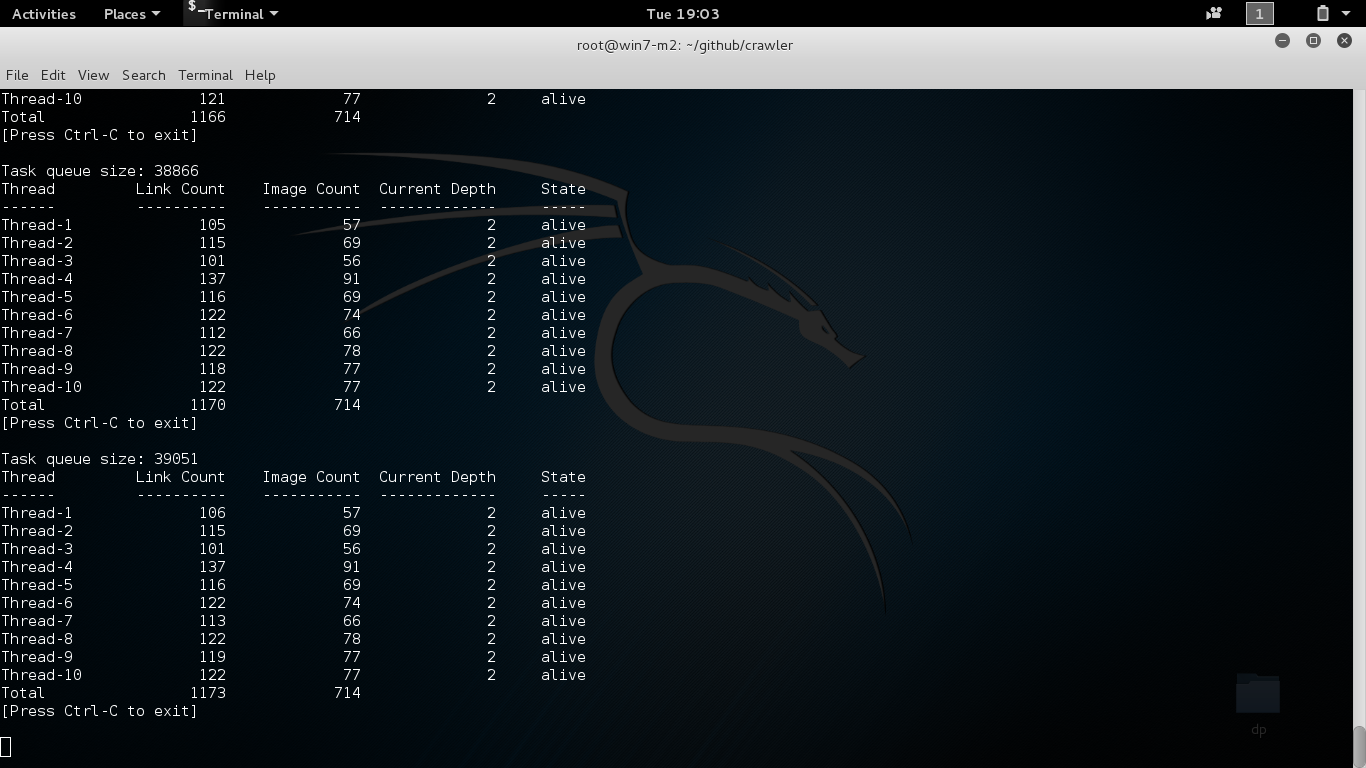 Activities Places Terminal Tue 19:03 1
root@win7-m2: ~/github/crawler
File Edit View Search Terminal Help
Thread-10 121 77 2 alive
Total 1166 714
[Press Ctrl-C to exit]
Task queue size: 38866
Thread Link Count Image Count Current Depth State
------ ---------- ----------- ------------- -----
Thread-1 105 57 2 alive
Thread-2 115 69 2 alive
Thread-3 101 56 2 alive
Thread-4 137 91 2 alive
Thread-5 116 69 2 alive
Thread-6 122 74 2 alive
Thread-7 112 66 2 alive
Thread-8 122 78 2 alive
Thread-9 118 77 2 alive
Thread-10 122 77 2 alive
Total 1170 714
[Press Ctrl-C to exit]
Task queue size: 39051
Thread Link Count Image Count Current Depth State
------ ---------- ----------- ------------- -----
Thread-1 106 57 2 alive
Thread-2 115 69 2 alive
Thread-3 101 56 2 alive
Thread-4 137 91 2 alive
Thread-5 116 69 2 alive
Thread-6 122 74 2 alive
Thread-7 113 66 2 alive
Thread-8 122 78 2 alive
Thread-9 119 77 2 alive
Thread-10 122 77 2 alive
Total 1173 714
[Press Ctrl-C to exit]
dp